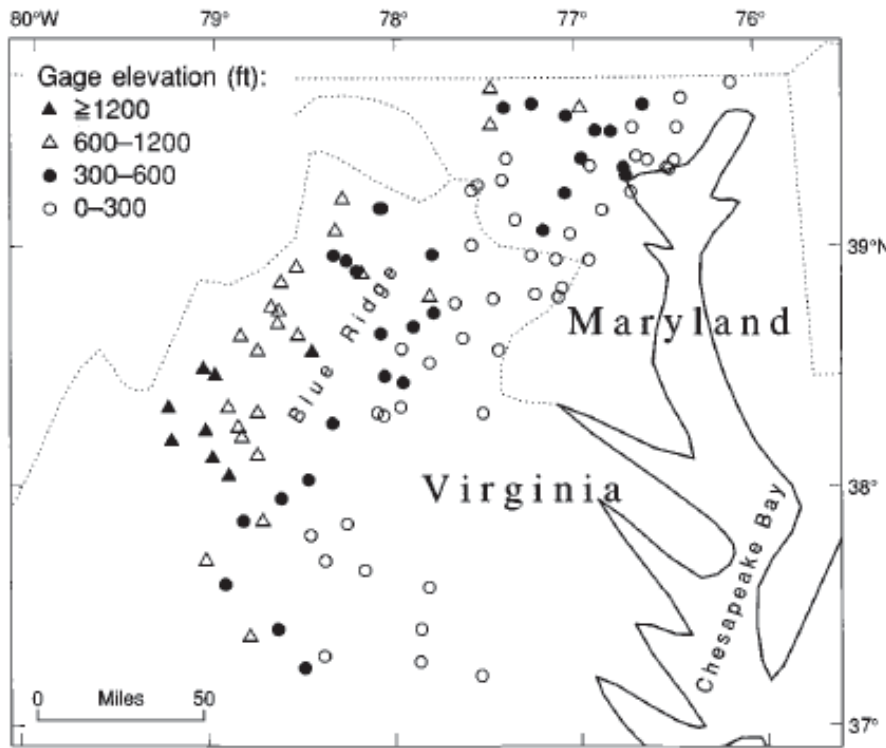 80°W 79° 78° 77° 76°
Gage elevation (ft):
≧1200
600–1200
300–600
0–300
39°N
Blue Ridge
Maryland
Virginia
38°
Chesapeake Bay
0 Miles 50
37°